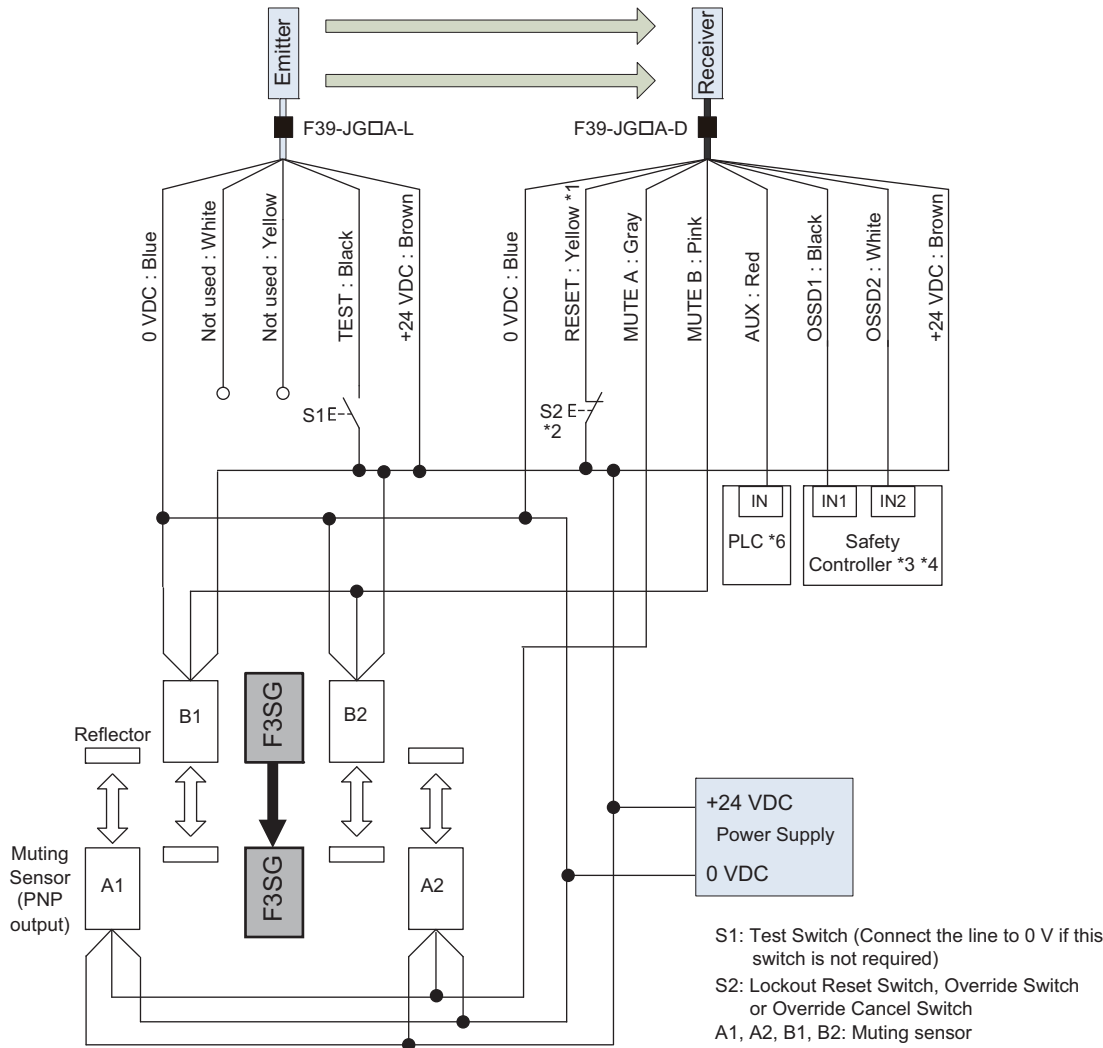 Emitter
Receiver
F39-JG□A-L
F39-JG□A-D
0 VDC : Blue
Not used : White
Not used : Yellow
TEST : Black
+24 VDC : Brown
0 VDC : Blue
RESET : Yellow *1
MUTE A : Gray
MUTE B : Pink
AUX : Red
OSSD1 : Black
OSSD2 : White
+24 VDC : Brown
S1
S2
*2
IN
IN1
IN2
PLC *6
Safety
Controller *3 *4
B1
F3SG
B2
Reflector
Muting
Sensor
(PNP
output)
A1
F3SG
A2
+24 VDC
Power Supply
0 VDC
S1: Test Switch (Connect the line to 0 V if this
switch is not required)
S2: Lockout Reset Switch, Override Switch
or Override Cancel Switch
A1, A2, B1, B2: Muting sensor